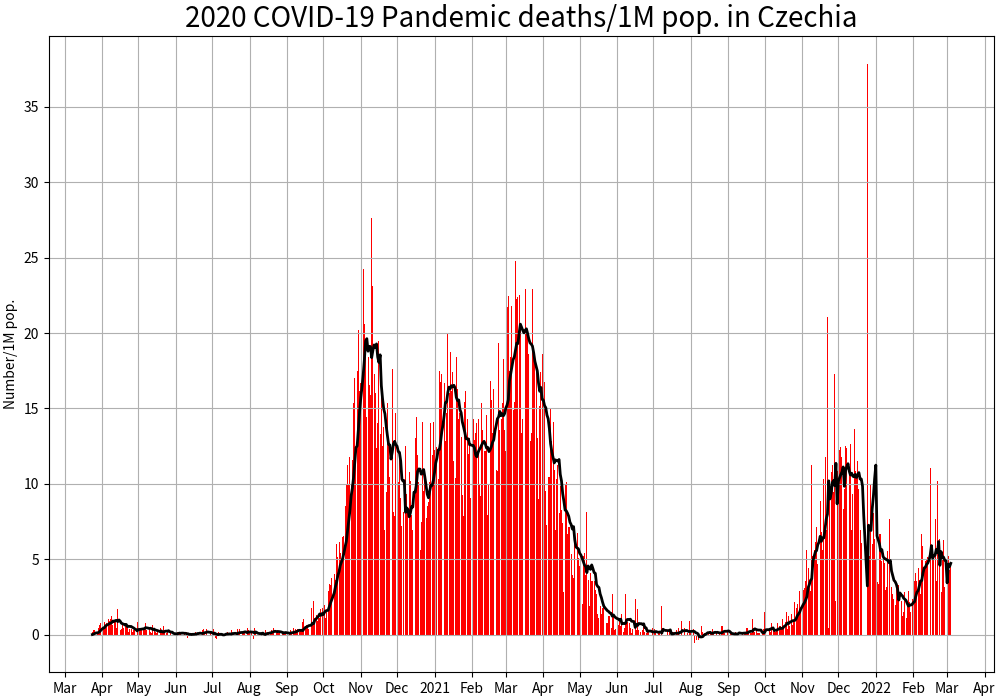 2020 COVID-19 Pandemic deaths/1M pop. in Czechia
Number/1M pop.
35
30
25
20
15
10
5
0
Mar Apr May Jun Jul Aug Sep Oct Nov Dec 2021 Feb Mar Apr May Jun Jul Aug Sep Oct Nov Dec 2022 Feb Mar Apr